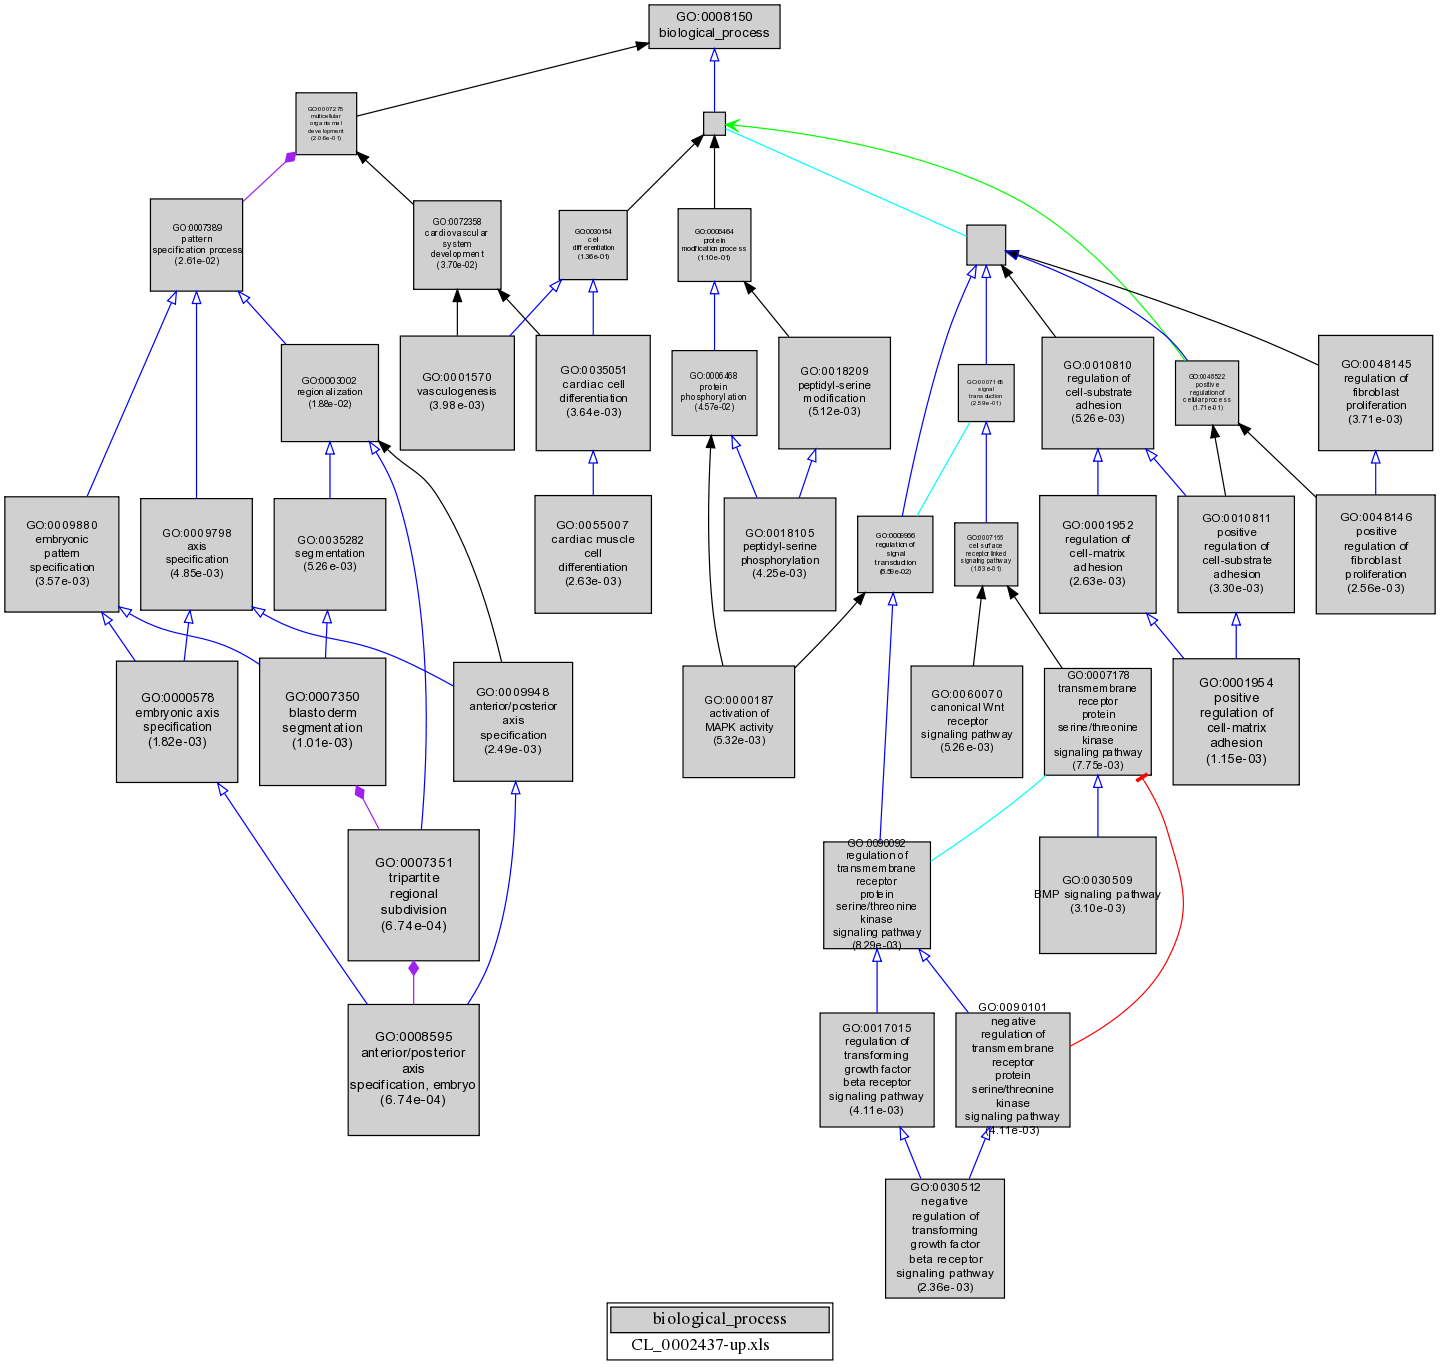 GO:0008150
biological_process
GO:0007275
multicellular
organismal
development
(2.06e-01)
GO:0007389
pattern
specification process
(2.61e-02)
GO:0072358
cardiovascular
system
development
(3.70e-02)
GO:0030154
cell
differentiation
(1.36e-01)
GO:0006464
protein
modification process
(1.10e-01)
GO:0003002
regionalization
(1.88e-02)
GO:0001570
vasculogenesis
(3.98e-03)
GO:0035051
cardiac cell
differentiation
(3.64e-03)
GO:0006468
protein
phosphorylation
(4.57e-02)
GO:0018209
peptidyl-serine
modification
(5.12e-03)
GO:0007165
signal
transduction
(2.59e-01)
GO:0010810
regulation of
cell-substrate
adhesion
(5.26e-03)
GO:0048522
positive
regulation of
cellular process
(1.71e-01)
GO:0048145
regulation of
fibroblast
proliferation
(3.71e-03)
GO:0009880
embryonic
pattern
specification
(3.57e-03)
GO:0009798
axis
specification
(4.85e-03)
GO:0035282
segmentation
(5.26e-03)
GO:0055007
cardiac muscle
cell
differentiation
(2.63e-03)
GO:0018105
peptidyl-serine
phosphorylation
(4.25e-03)
GO:0009966
regulation of
signal
transduction
GO:0007166
cell surface
receptor linked
signaling pathway
(1.63e-01)
GO:0001952
regulation of
cell-matrix
adhesion
(2.63e-03)
GO:0010811
positive
regulation of
cell-substrate
adhesion
(3.30e-03)
GO:0048146
positive
regulation of
fibroblast
proliferation
(2.56e-03)
GO:0000578
embryonic axis
specification
(1.82e-03)
GO:0007350
blastoderm
segmentation
(1.01e-03)
GO:0009948
anterior/posterior
axis
specification
(2.49e-03)
GO:0000187
activation of
MAPK activity
(5.32e-03)
GO:0060070
canonical Wnt
receptor
signaling pathway
(5.26e-03)
GO:0007178
transmembrane
receptor
protein
serine/threonine
kinase
signaling pathway
(7.75e-03)
GO:0001954
positive
regulation of
cell-matrix
adhesion
(1.15e-03)
GO:0007351
tripartite
regional
subdivision
(6.74e-04)
GO:0090092
regulation of
transmembrane
receptor
protein
serine/threonine
kinase
signaling pathway
(8.29e-03)
GO:0030509
BMP signaling pathway
(3.10e-03)
GO:0008595
anterior/posterior
axis
specification, embryo
(6.74e-04)
GO:0017015
regulation of
transforming
growth factor
beta receptor
signaling pathway
(4.11e-03)
GO:0090101
negative
regulation of
transmembrane
receptor
protein
serine/threonine
kinase
signaling pathway
(4.11e-03)
GO:0030512
negative
regulation of
transforming
growth factor
beta receptor
signaling pathway
(2.36e-03)
biological_process
CL_0002437-up.xls